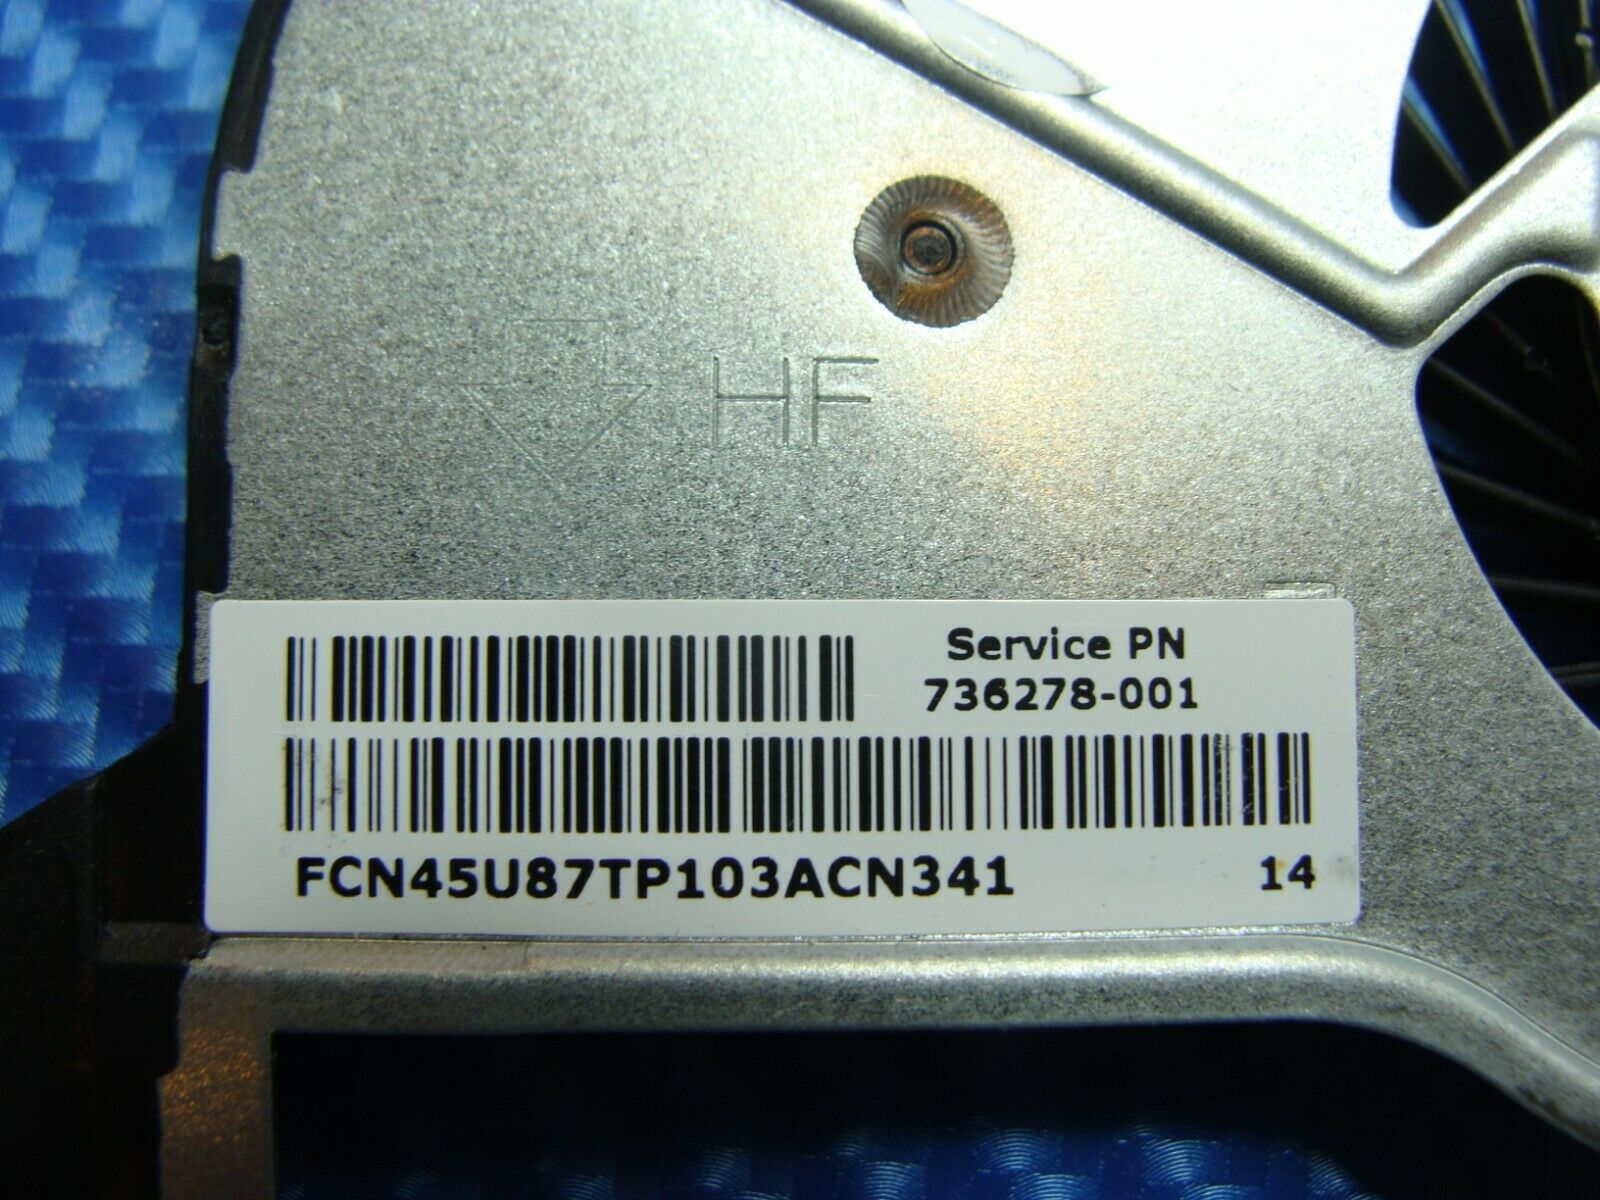 HF
Service PN
736278-001
FCN45U87TP103ACN341 14